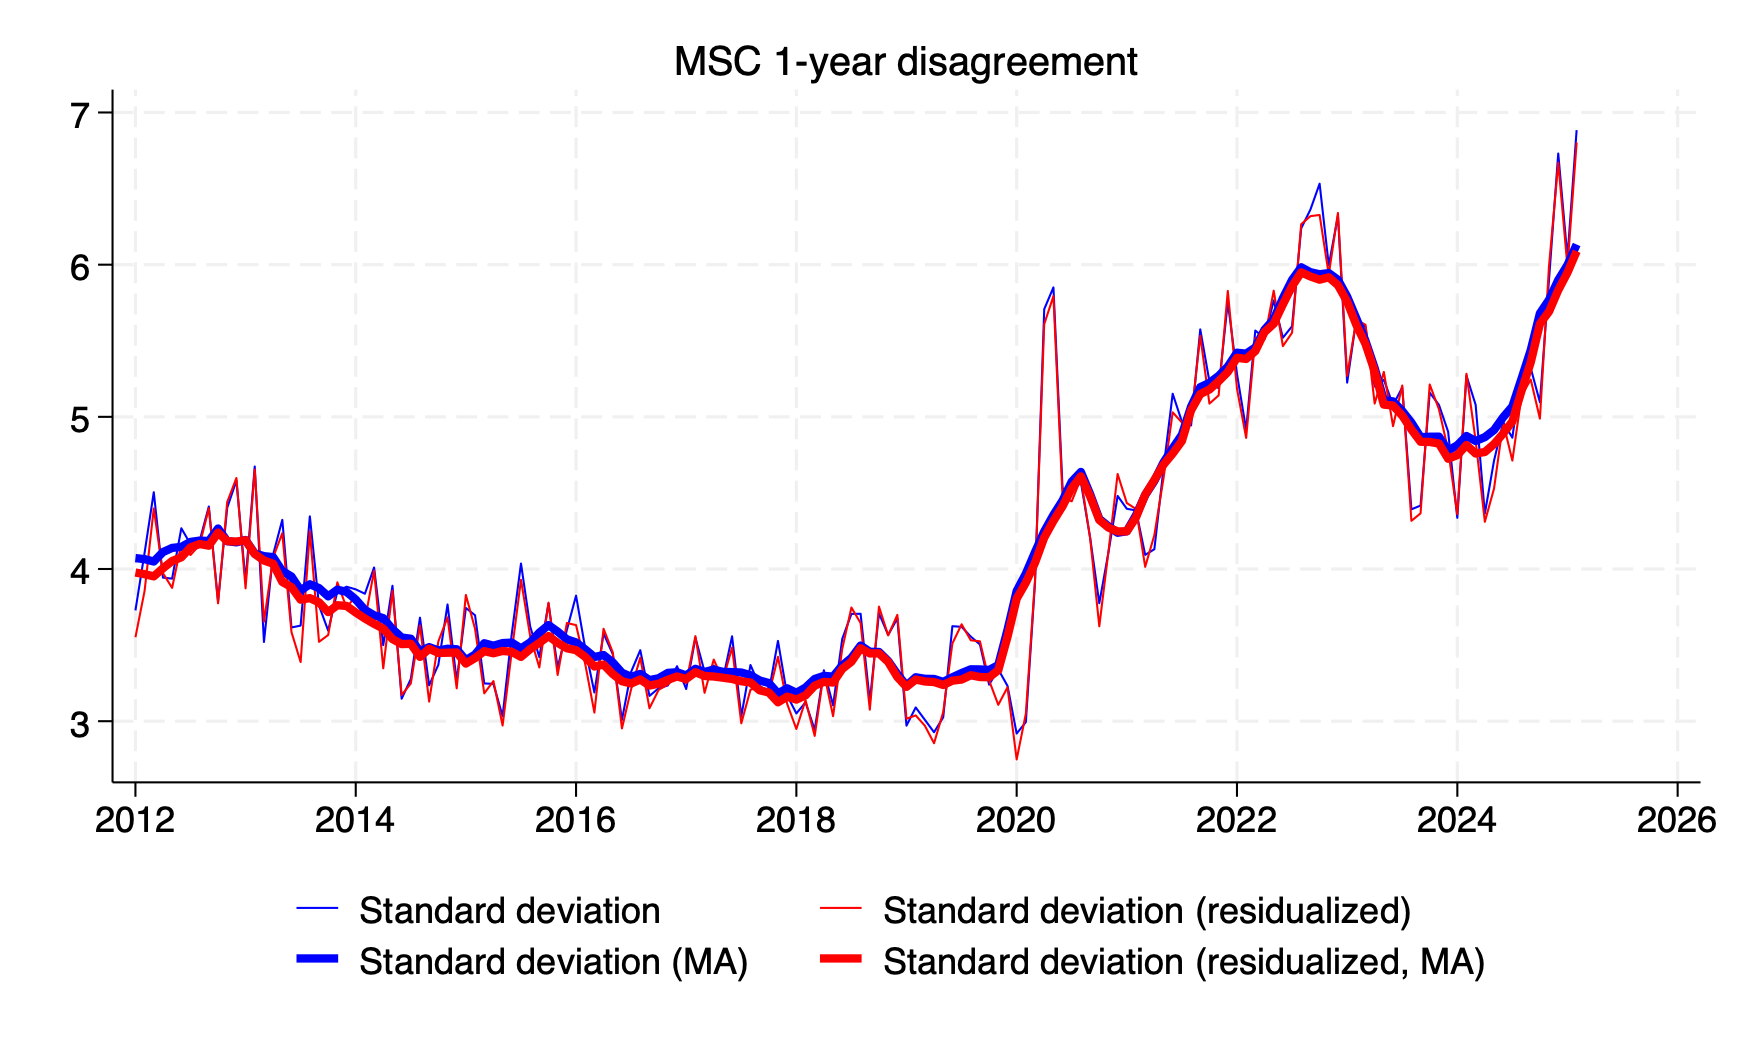 MSC 1-year disagreement
7
6
5
4
3
2012 2014 2016 2018 2020 2022 2024 2026
Standard deviation Standard deviation (residualized)
Standard deviation (MA) Standard deviation (residualized, MA)